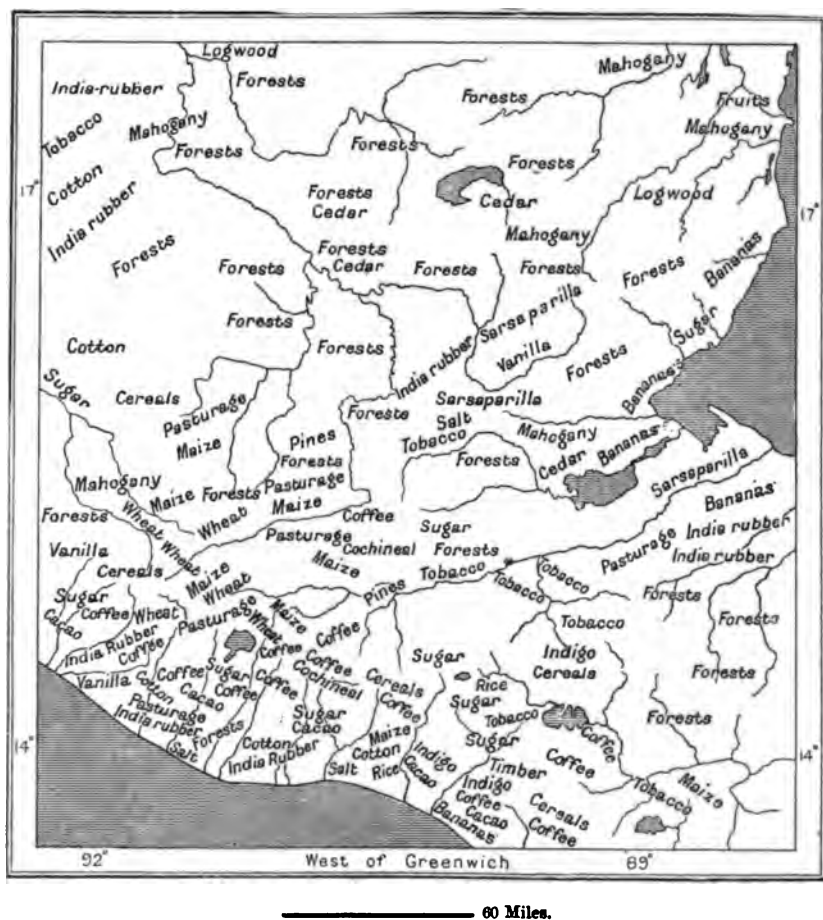 Logwood
Forests
Mahogany
India-rubber
Forests
Fruits
Tobacco
Mahogany
Mahogany
Forests
Forests
Forests
17°
Cotton
Forests
Cedar
Cedar
Logwood
17°
India rubber
Mahogany
Forests
Forests
Cedar
Forests
Forests
Forests
Forests
Bananas
Forests
Sarsaparilla
Sugar
Cotton
Forests
India rubber
Vanilla
Forests
Sugar
Cereals
Pasturage
Foreste
Sarsaparilla
Bananas
Maize
Pines
Salt
Tobacco
Mahogany
Bananas
Forests
Forests
Cedar
Mahogany
Pasturage
Sarsaparilla
Maize
Forests
Maize
Bananas
Forests
Wheat
Wheat
Wheat
Coffee
Sugar
India rubber
Vanilla
Pasturage
Cochineal
Forests
Pasturage
India rubber
Cereals
Maize
Maize
Tobacco
Tobacco
Tobacco
Forests
Wheat
Pines
Sugar
Coffee
Wheat
Pasturage
Maize
Wheat
Coffee
Tobacco
Forests
Cacao
India Rubber
Coffee
Coffee
Coffee
Sugar
Indigo
Cereals
Vanilla
Coffee
Sugar
Coffee
Cochineal
Cereals
Rice
Forests
Cotton
Cacao
Coffee
Coffee
Sugar
Pasturage
Sugar
Cacao
Tobacco
Coffee
Forests
India rubber
Forests
Maize
Sugar
14°
Salt
Cotton
Cotton
Indigo
Timber
Coffee
14°
India Rubber
Salt
Rice
Cacao
Indigo
Maize
Coffee
Cereals
Tobacco
Cacao
Bananas
Coffee
92°
West of Greenwich
89°
60 Miles.